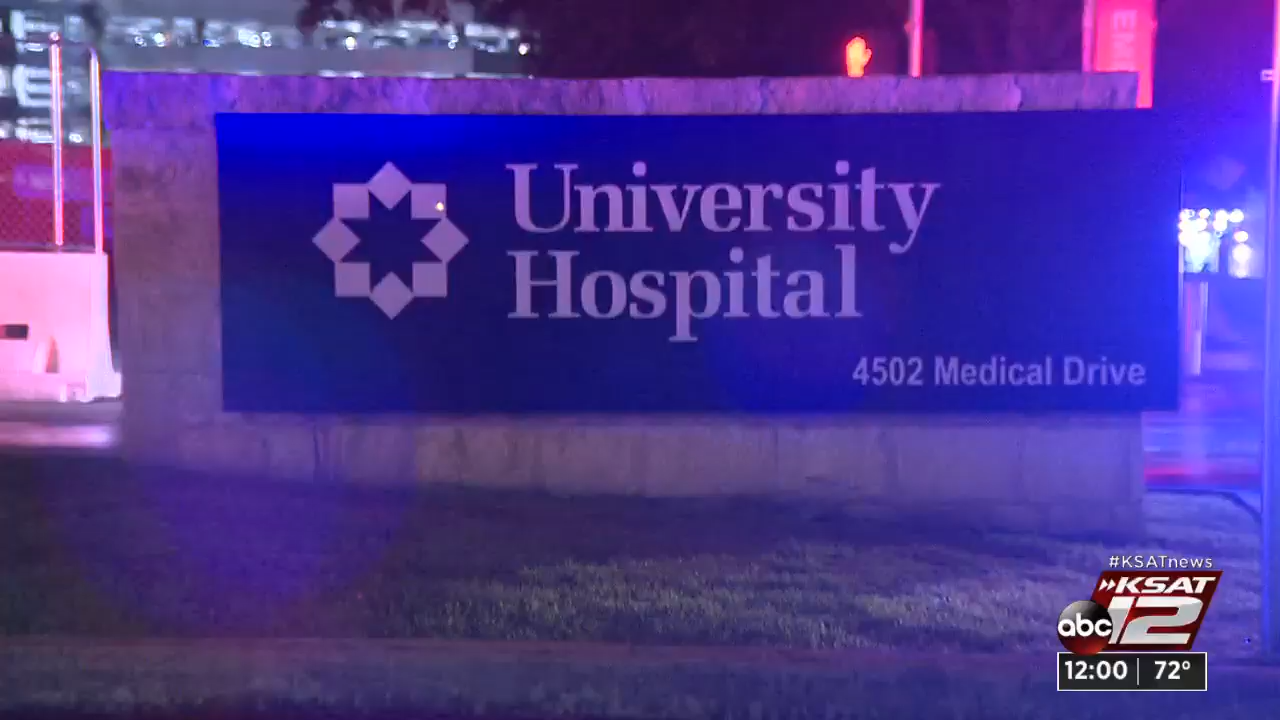 University
Hospital
4502 Medical Drive
#KSATnews
KSAT
abc 12
12:00 72°